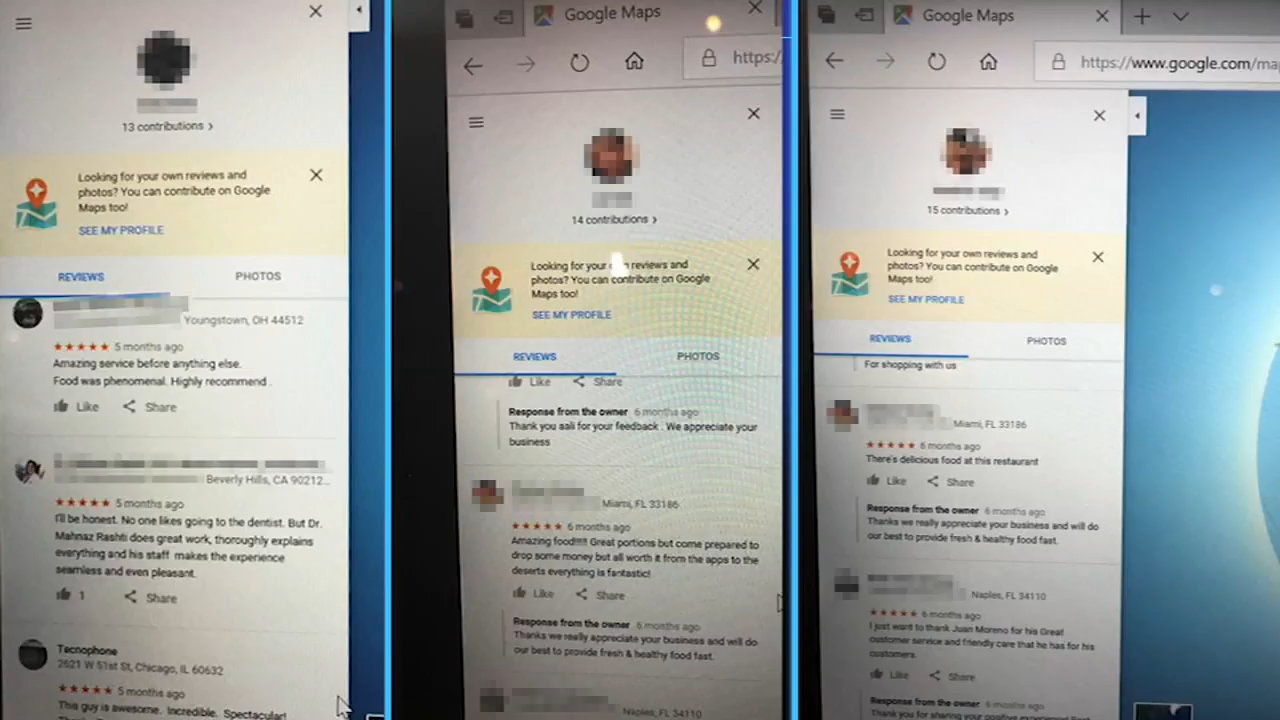 13 contributions >
Looking for your own reviews and
photos? You can contribute on Google
Maps too!
SEE MY PROFILE
REVIEWS
PHOTOS
Youngstown, OH 44512
★★★★★ 5 months ago
Amazing service before anything else.
Food was phenomenal. Highly recommend .
Like
Share
Beverly Hills, CA 90212...
★★★★★ 5 months ago
I'll be honest. No one likes going to the dentist. But Dr.
Mahnaz Rashti does great work, thoroughly explains
everything and his staff makes the experience
seamless and even pleasant.
1
Share
Tecnophone
2621 W 51st St, Chicago, IL 60632
★★★★★ 5 months ago
This guy is awesome. Incredible. Spectacular!
Google Maps
https:/
14 contributions >
Looking for your own reviews and
photos? You can contribute on Google
Maps too!
SEE MY PROFILE
REVIEWS
PHOTOS
Like
Share
Response from the owner 6 months ago
Thank you aali for your feedback . We appreciate your
business
Miami, FL 33186
★★★★★ 6 months ago
Amazing food!!!!! Great portions but come prepared to
drop some money but all worth it from the apps to the
deserts everything is fantastic!
Like
Share
Response from the owner 6 months ago
Thanks we really appreciate your business and will do
our best to provide fresh & healthy food fast.
Naples, FL 34110
Google Maps
https://www.google.com/ma
15 contributions >
Looking for your own reviews and
photos? You can contribute on Google
Maps too!
SEE MY PROFILE
REVIEWS
PHOTOS
For shopping with us
Miami, FL 33186
★★★★★ 6 months ago
There's delicious food at this restaurant
Like
Share
Response from the owner 6 months ago
Thanks we really appreciate your business and will do
our best to provide fresh & healthy food fast.
Naples, FL 34110
★★★★★ 6 months ago
I just want to thank Juan Moreno for his Great
customer service and friendly care that he has for his
customers.
Like
Share
Response from the owner 6 months ago
Thank you for sharing your positive experience!